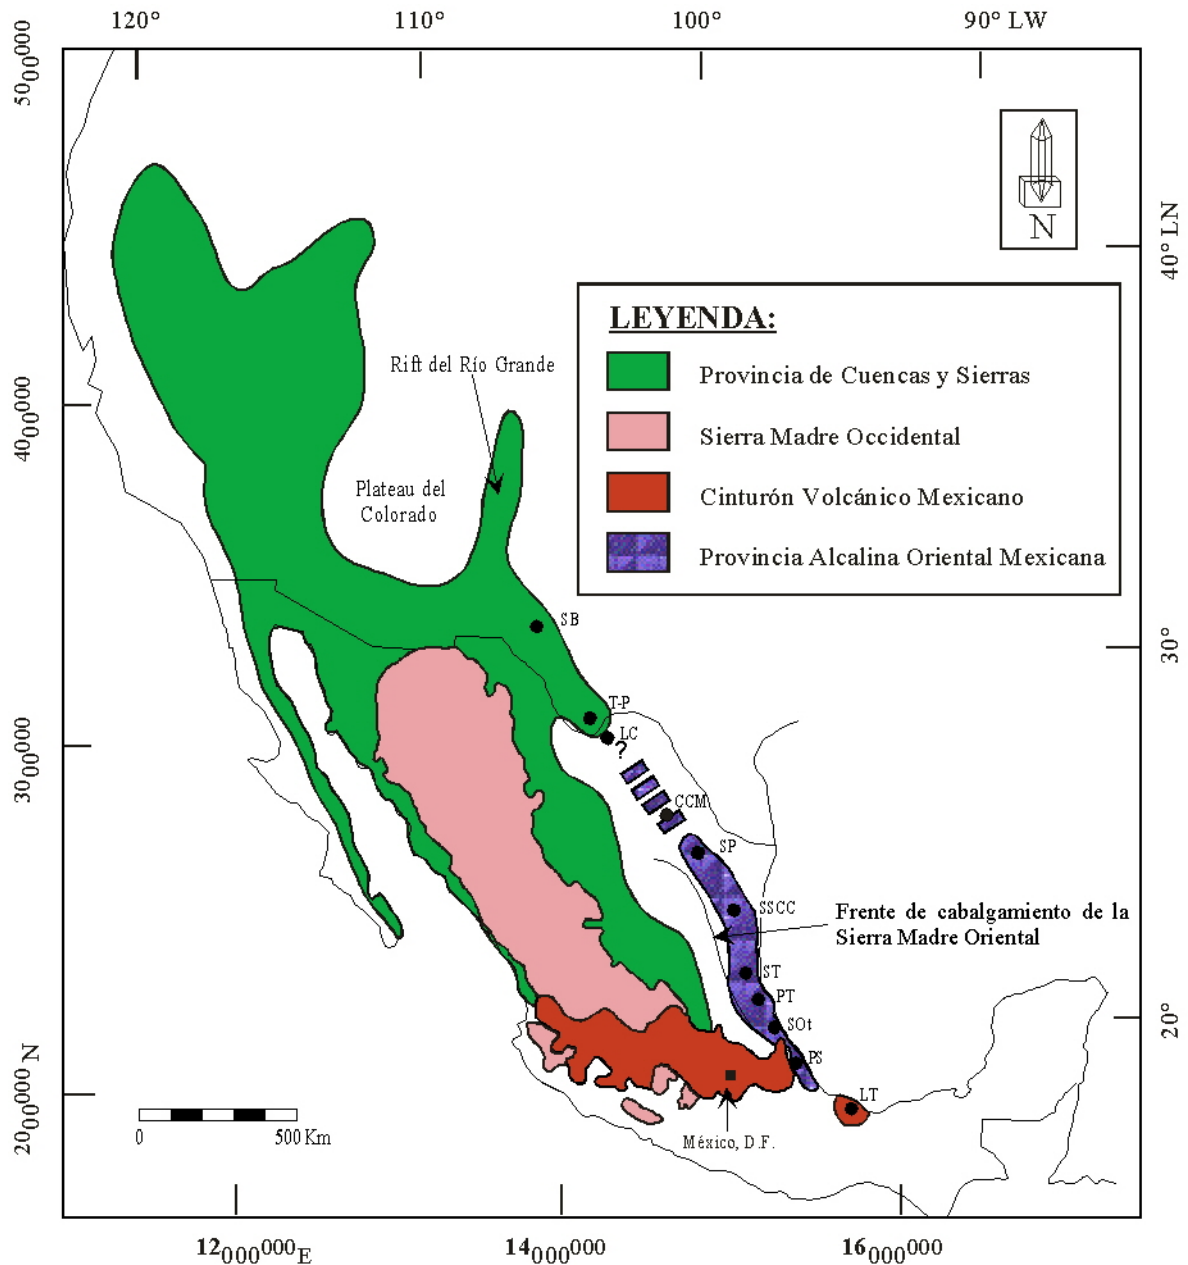 120° 110° 100° 90° LW
5000000
40° LN
N
LEYENDA:
Provincia de Cuencas y Sierras
Sierra Madre Occidental
Cinturón Volcánico Mexicano
Provincia Alcalina Oriental Mexicana
Rift del Río Grande
4000000
Plateau del
Colorado
SB
30°
T-P
LC
?
3000000
CCM
SP
SSCC
Frente de cabalgamiento de la
Sierra Madre Oriental
ST
PT
SOt
20°
PS
LT
2000000 N
0 500 Km
México, D.F.
12000000E 14000000 16000000